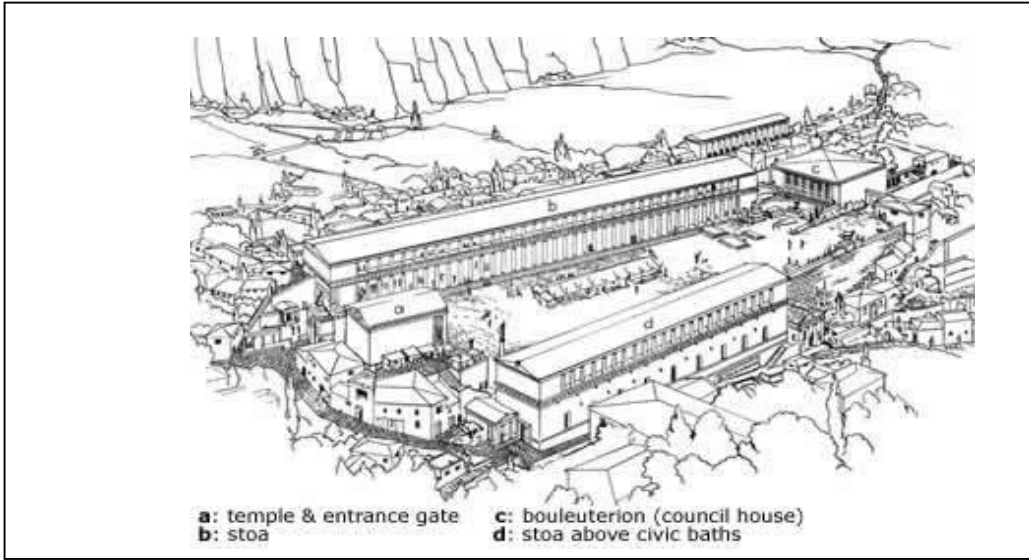 c
b
a
d
a: temple & entrance gate c: bouleuterion (council house)
b: stoa d: stoa above civic baths